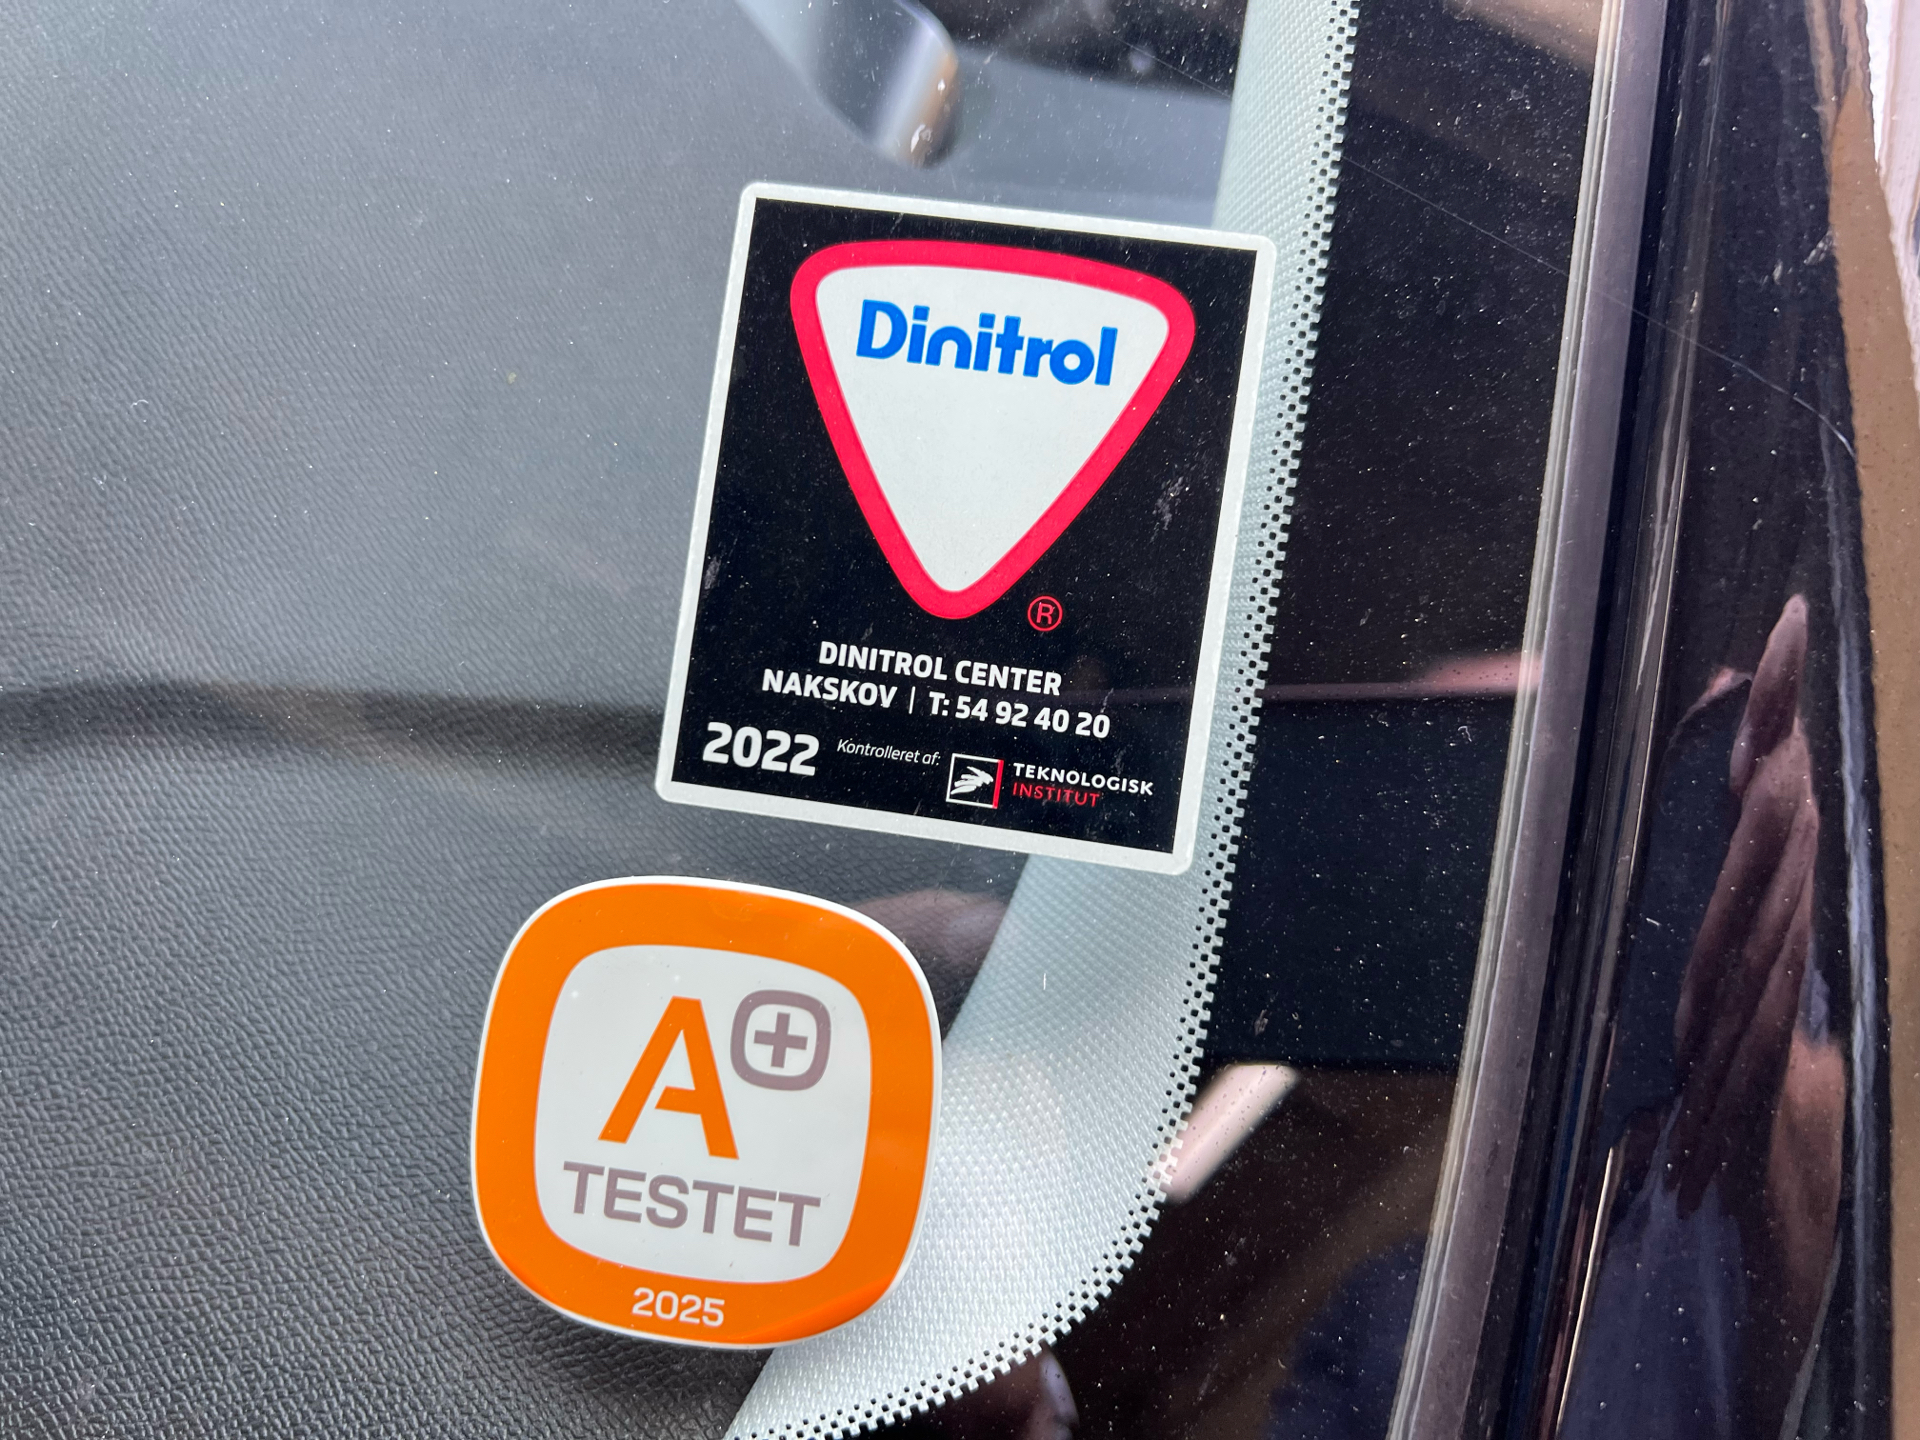 Dinitrol
®
DINITROL CENTER
NAKSKOV | T: 54 92 40 20
2022 Kontrolleret af: TEKNOLOGISK
INSTITUT
A+
TESTET
2025